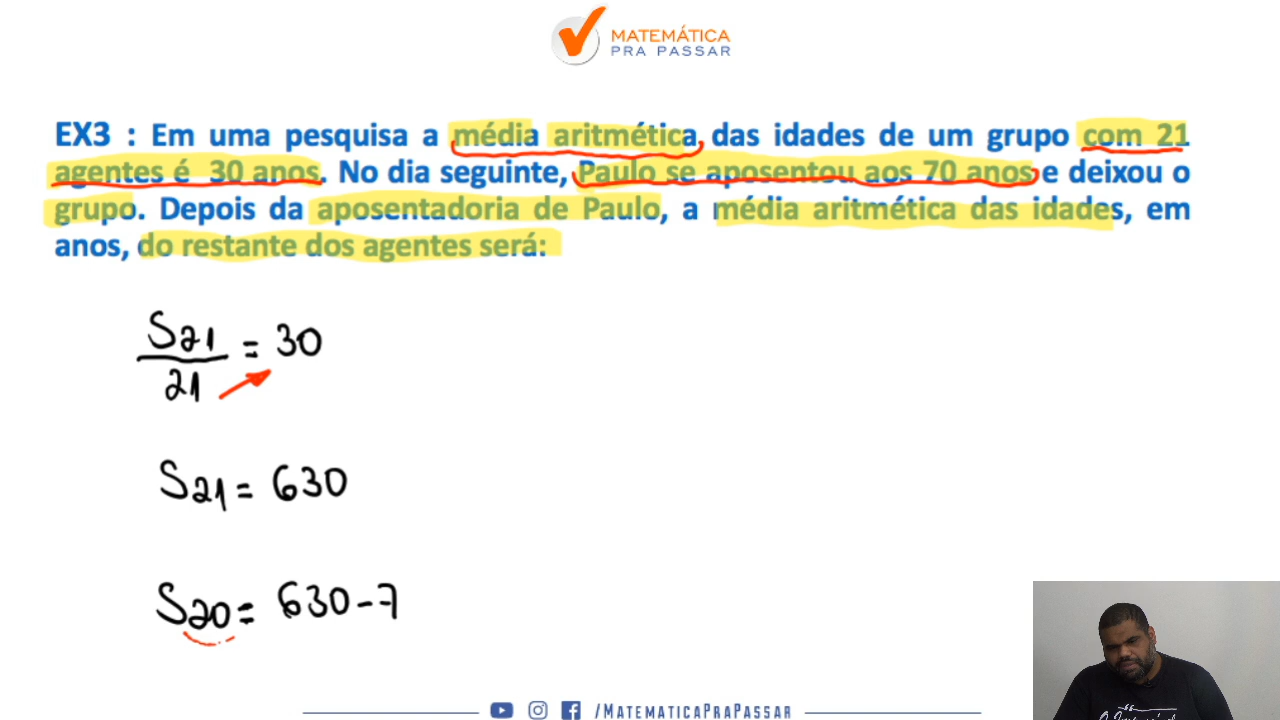 MATEMÁTICA
PRA PASSAR
EX3 : Em uma pesquisa a média aritmética das idades de um grupo com 21
agentes é 30 anos. No dia seguinte, Paulo se aposentou aos 70 anos e deixou o
grupo. Depois da aposentadoria de Paulo, a média aritmética das idades, em
anos, do restante dos agentes será:
S21
= 30
21
S21 = 630
S20 = 630 - 7
/MATEMATICAPRAPASSAR